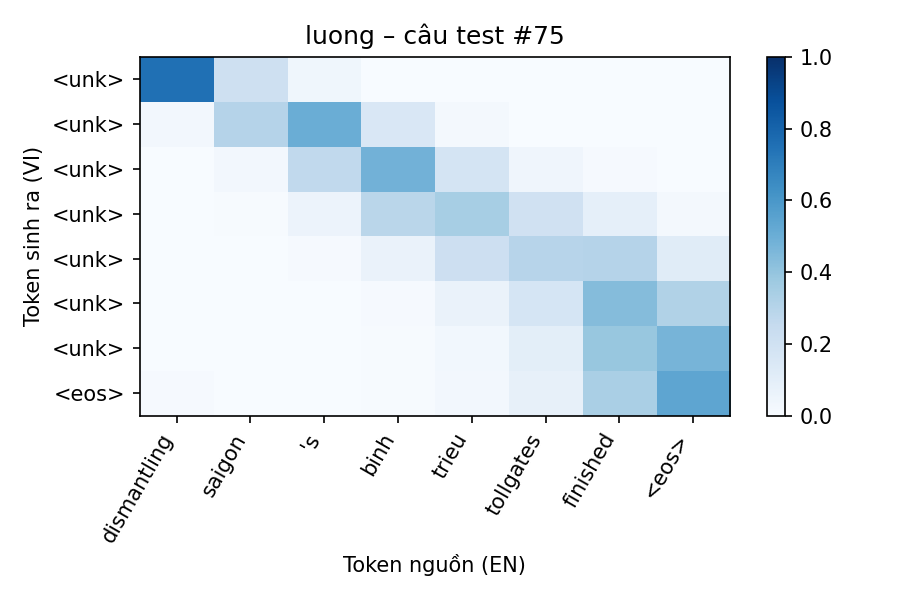 luong – câu test #75
Token sinh ra (VI)
<unk>
<unk>
<unk>
<unk>
<unk>
<unk>
<unk>
<eos>
dismantling
saigon
's
binh
trieu
tollgates
finished
<eos>
Token nguồn (EN)
1.0
0.8
0.6
0.4
0.2
0.0